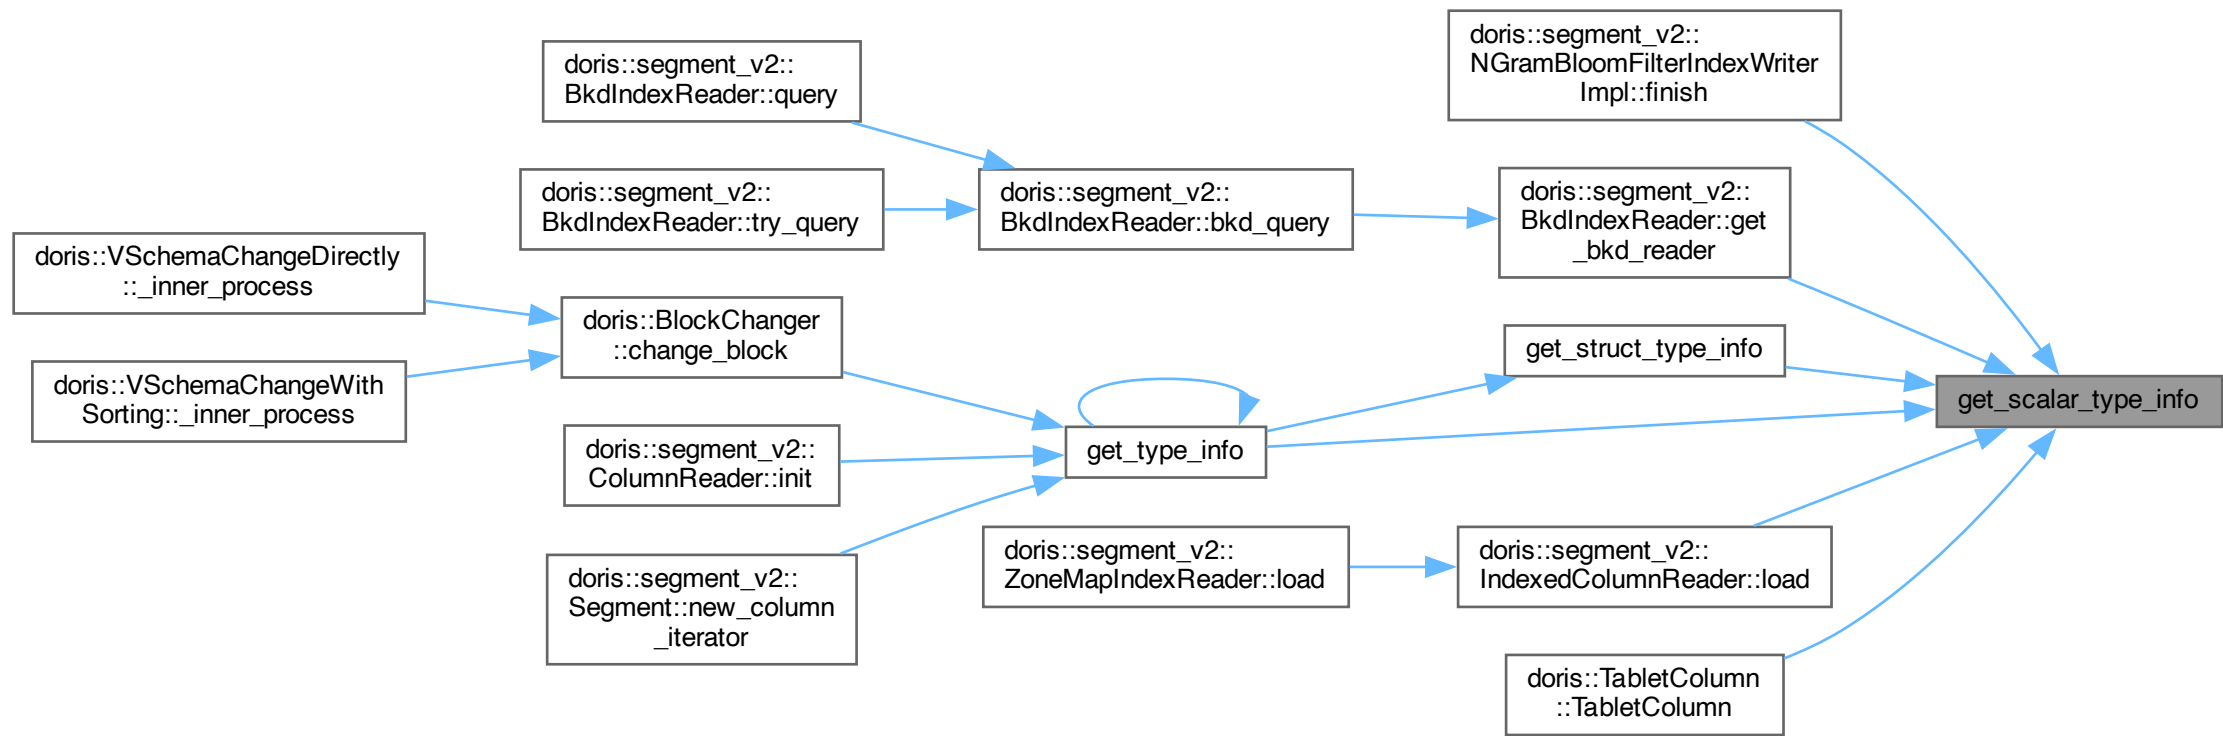 doris::segment_v2::
NGramBloomFilterIndexWriter
Impl::finish
doris::segment_v2::
BkdIndexReader::query
doris::segment_v2::
BkdIndexReader::try_query
doris::segment_v2::
BkdIndexReader::bkd_query
doris::segment_v2::
BkdIndexReader::get
_bkd_reader
doris::VSchemaChangeDirectly
::_inner_process
doris::BlockChanger
::change_block
get_struct_type_info
doris::VSchemaChangeWith
Sorting::_inner_process
get_scalar_type_info
doris::segment_v2::
ColumnReader::init
get_type_info
doris::segment_v2::
Segment::new_column
_iterator
doris::segment_v2::
ZoneMapIndexReader::load
doris::segment_v2::
IndexedColumnReader::load
doris::TabletColumn
::TabletColumn